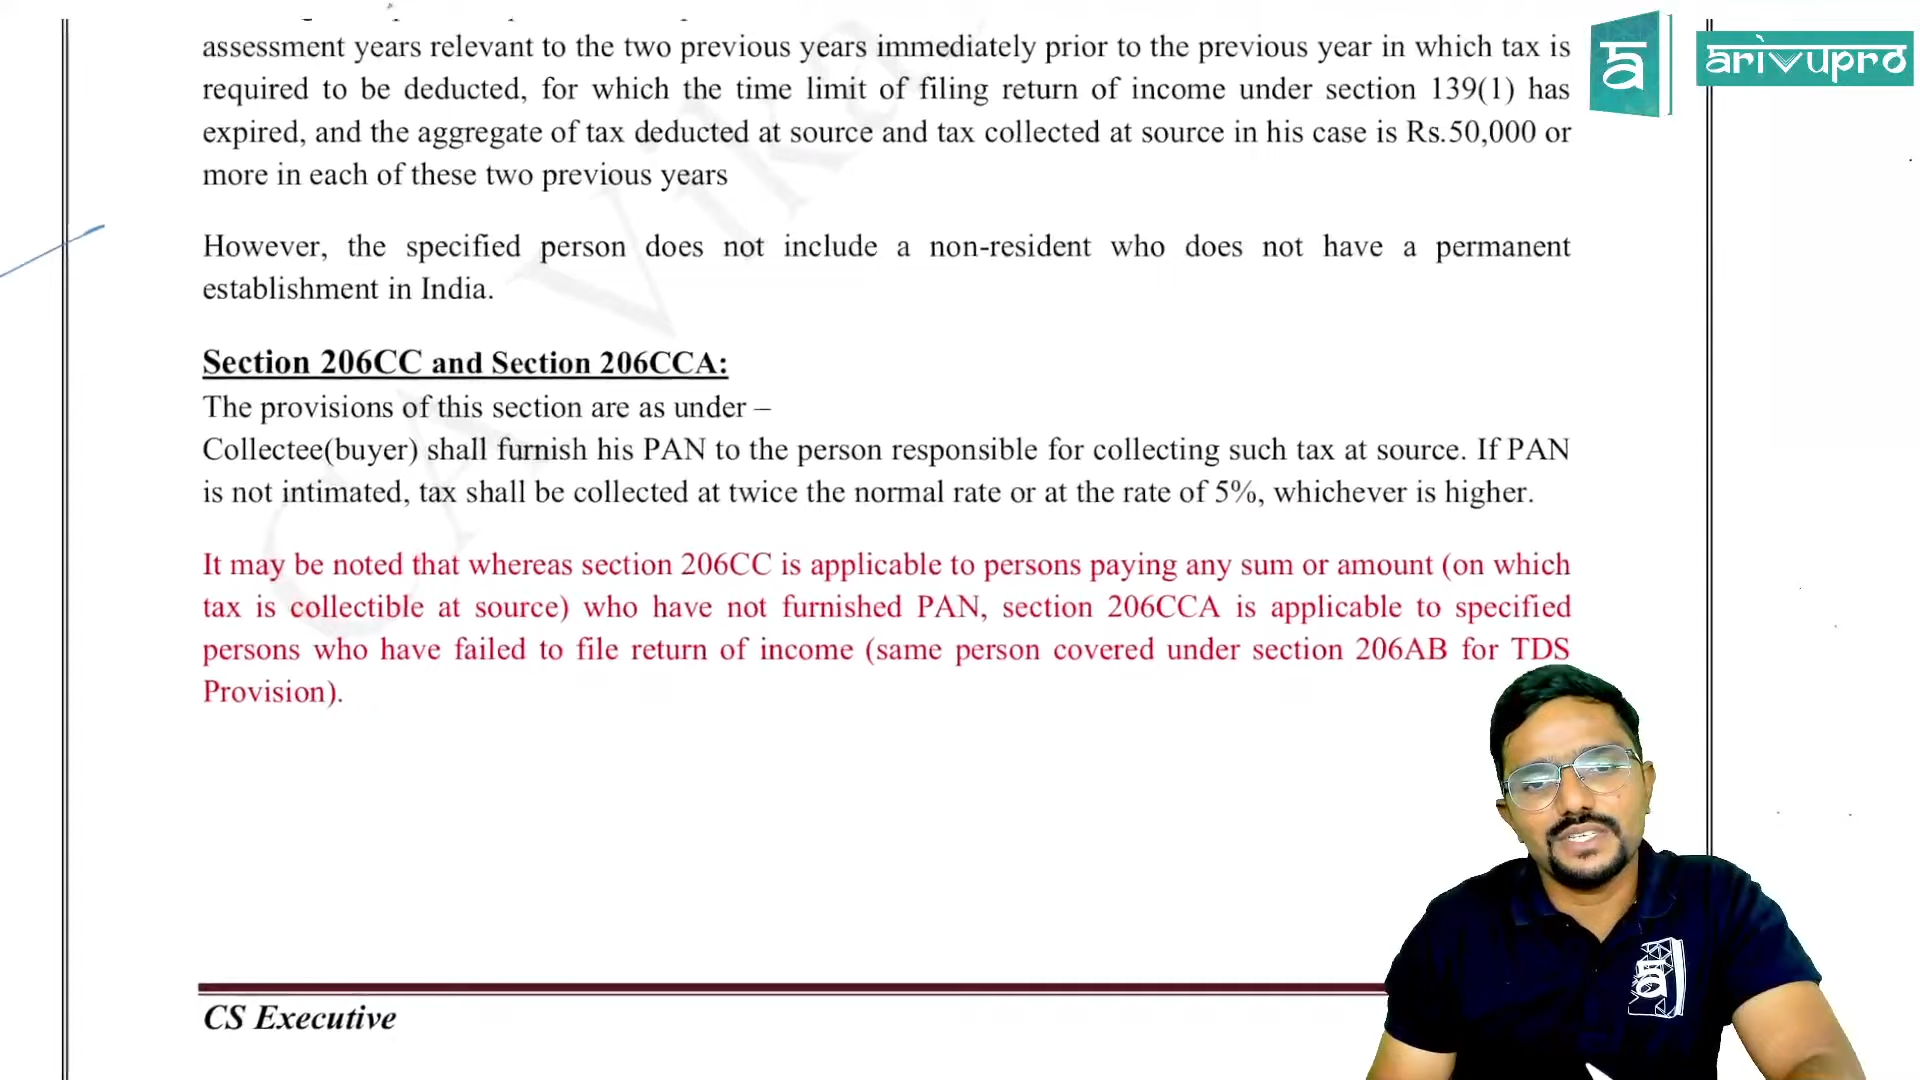 assessment years relevant to the two previous years immediately prior to the previous year in which tax is
required to be deducted, for which the time limit of filing return of income under section 139(1) has
expired, and the aggregate of tax deducted at source and tax collected at source in his case is Rs.50,000 or
more in each of these two previous years
However, the specified person does not include a non-resident who does not have a permanent
establishment in India.
Section 206CC and Section 206CCA:
The provisions of this section are as under –
Collectee(buyer) shall furnish his PAN to the person responsible for collecting such tax at source. If PAN
is not intimated, tax shall be collected at twice the normal rate or at the rate of 5%, whichever is higher.
It may be noted that whereas section 206CC is applicable to persons paying any sum or amount (on which
tax is collectible at source) who have not furnished PAN, section 206CCA is applicable to specified
persons who have failed to file return of income (same person covered under section 206AB for TDS
Provision).
CS Executive
arivupro
CA Vika